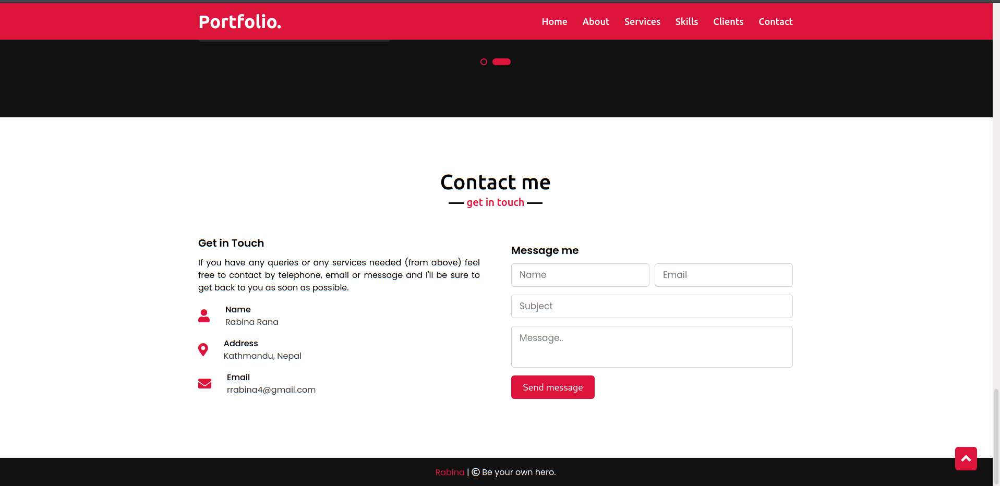 Portfolio.
Home About Services Skills Clients Contact
Contact me
get in touch
Get in Touch
If you have any queries or any services needed (from above) feel
free to contact by telephone, email or message and I'll be sure to
get back to you as soon as possible.
Name
Rabina Rana
Address
Kathmandu, Nepal
Email
rrabina4@gmail.com
Message me
Name Email
Subject
Message..
Send message
Rabina | © Be your own hero.